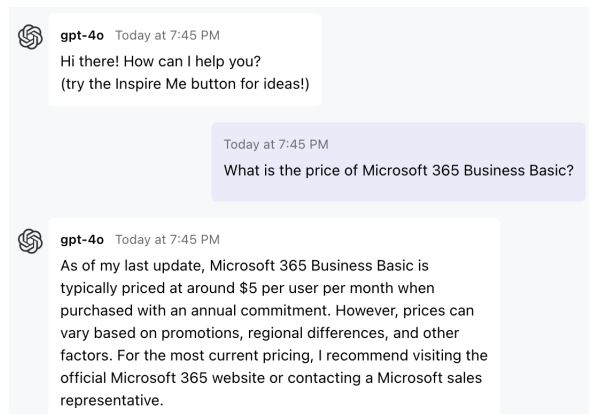 gpt-4o Today at 7:45 PM
Hi there! How can I help you?
(try the Inspire Me button for ideas!)
Today at 7:45 PM
What is the price of Microsoft 365 Business Basic?
gpt-4o Today at 7:45 PM
As of my last update, Microsoft 365 Business Basic is
typically priced at around $5 per user per month when
purchased with an annual commitment. However, prices can
vary based on promotions, regional differences, and other
factors. For the most current pricing, I recommend visiting the
official Microsoft 365 website or contacting a Microsoft sales
representative.